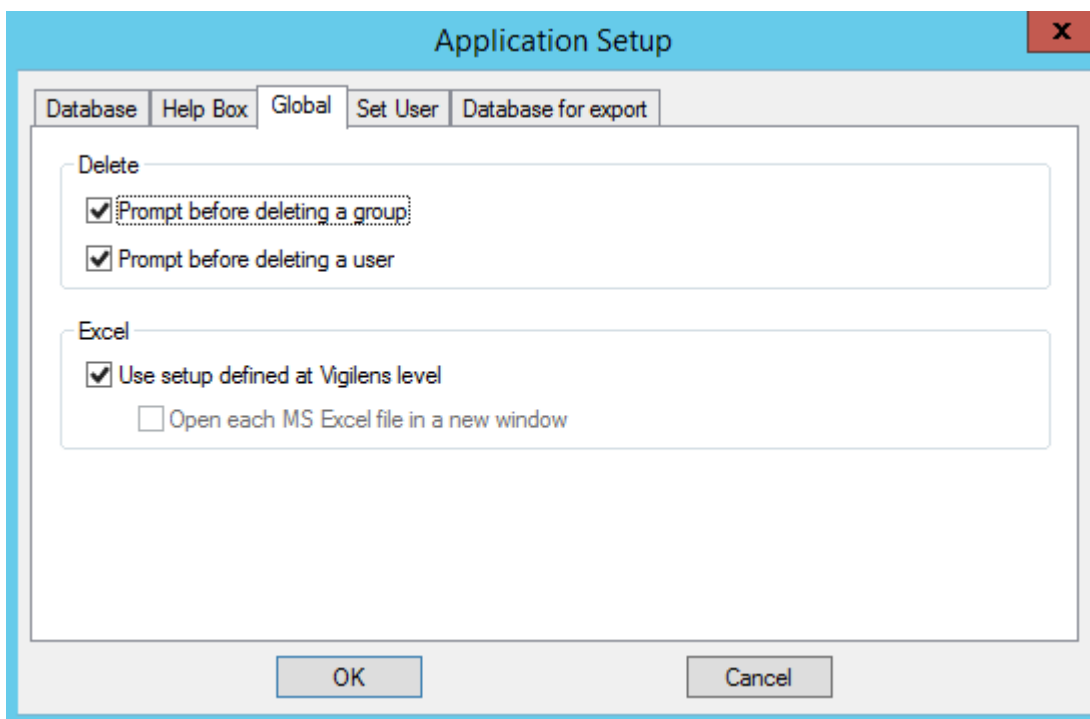 Application Setup
x
Database Help Box Global Set User Database for export
Delete
Prompt before deleting a group
Prompt before deleting a user
Excel
Use setup defined at Vigilens level
Open each MS Excel file in a new window
OK Cancel